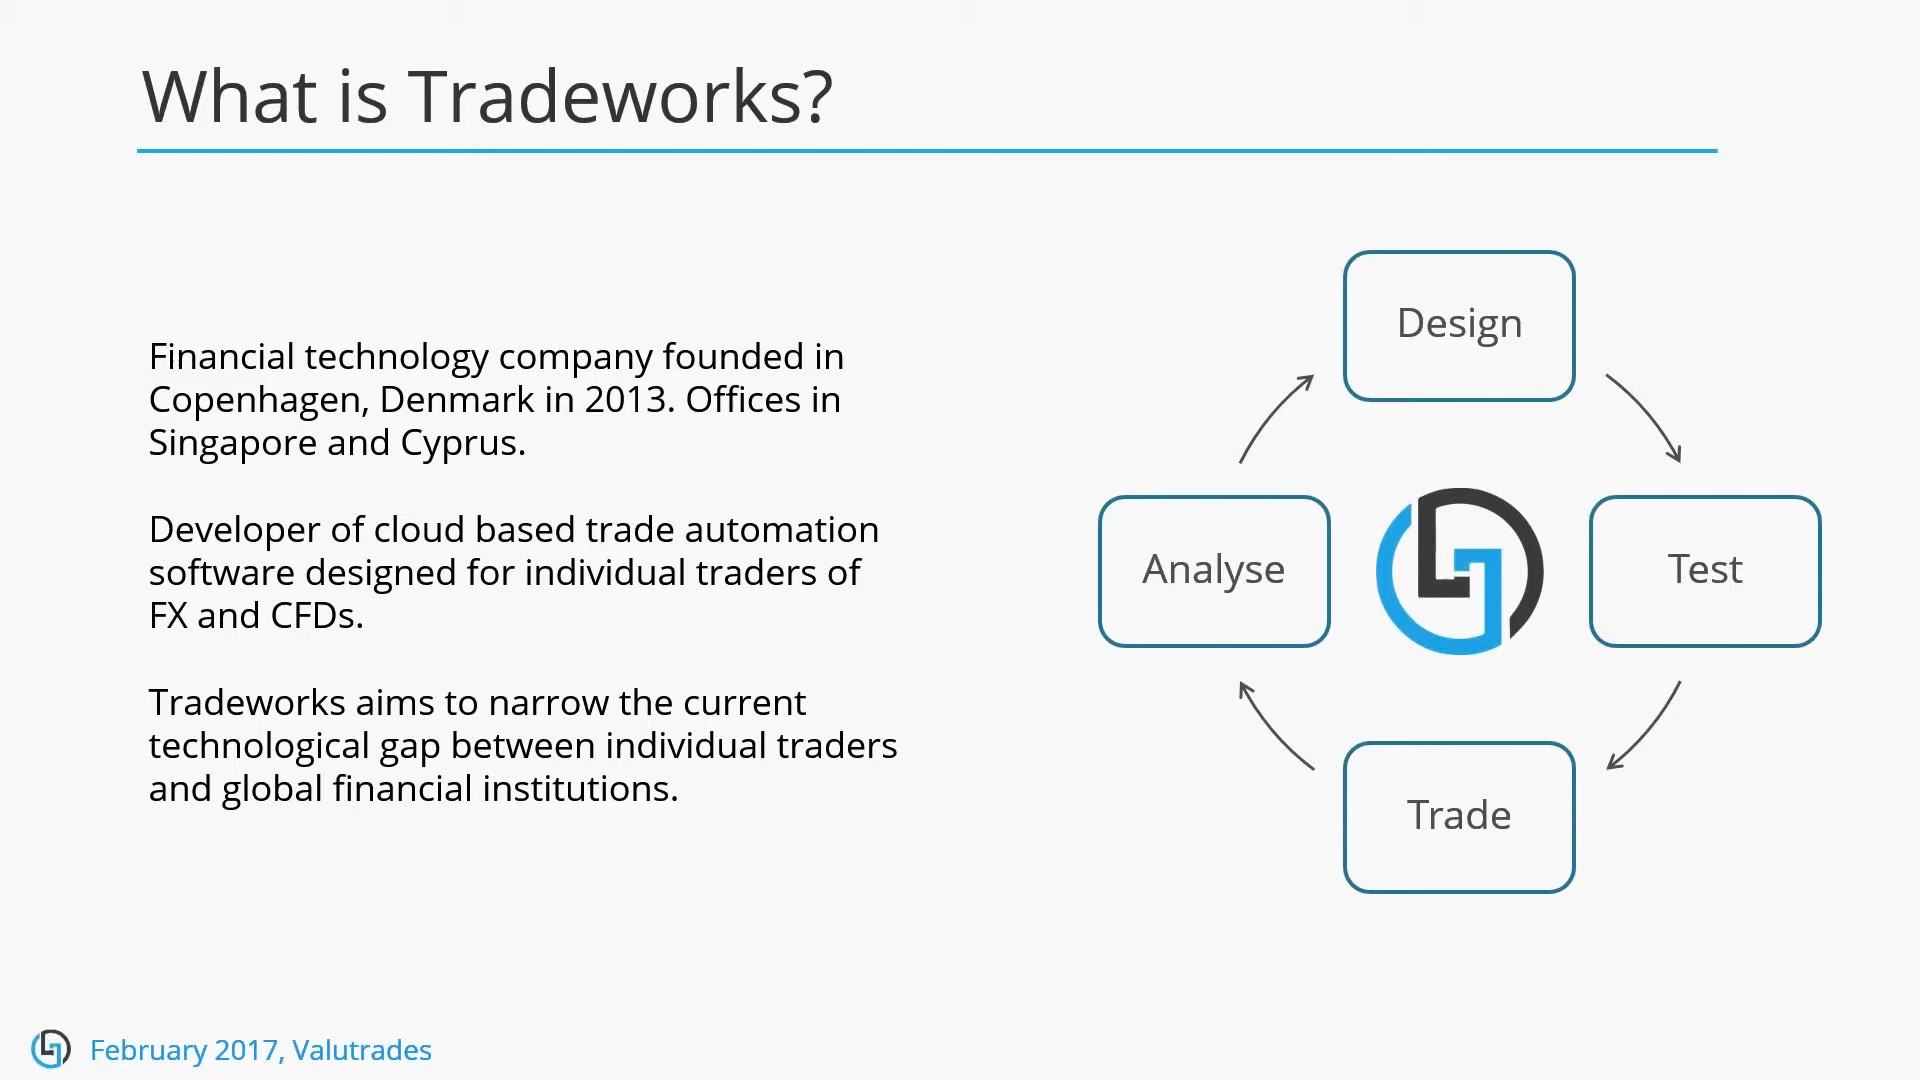 What is Tradeworks?
Financial technology company founded in
Copenhagen, Denmark in 2013. Offices in
Singapore and Cyprus.
Developer of cloud based trade automation
software designed for individual traders of
FX and CFDs.
Tradeworks aims to narrow the current
technological gap between individual traders
and global financial institutions.
Design
Analyse
Test
Trade
February 2017, Valutrades